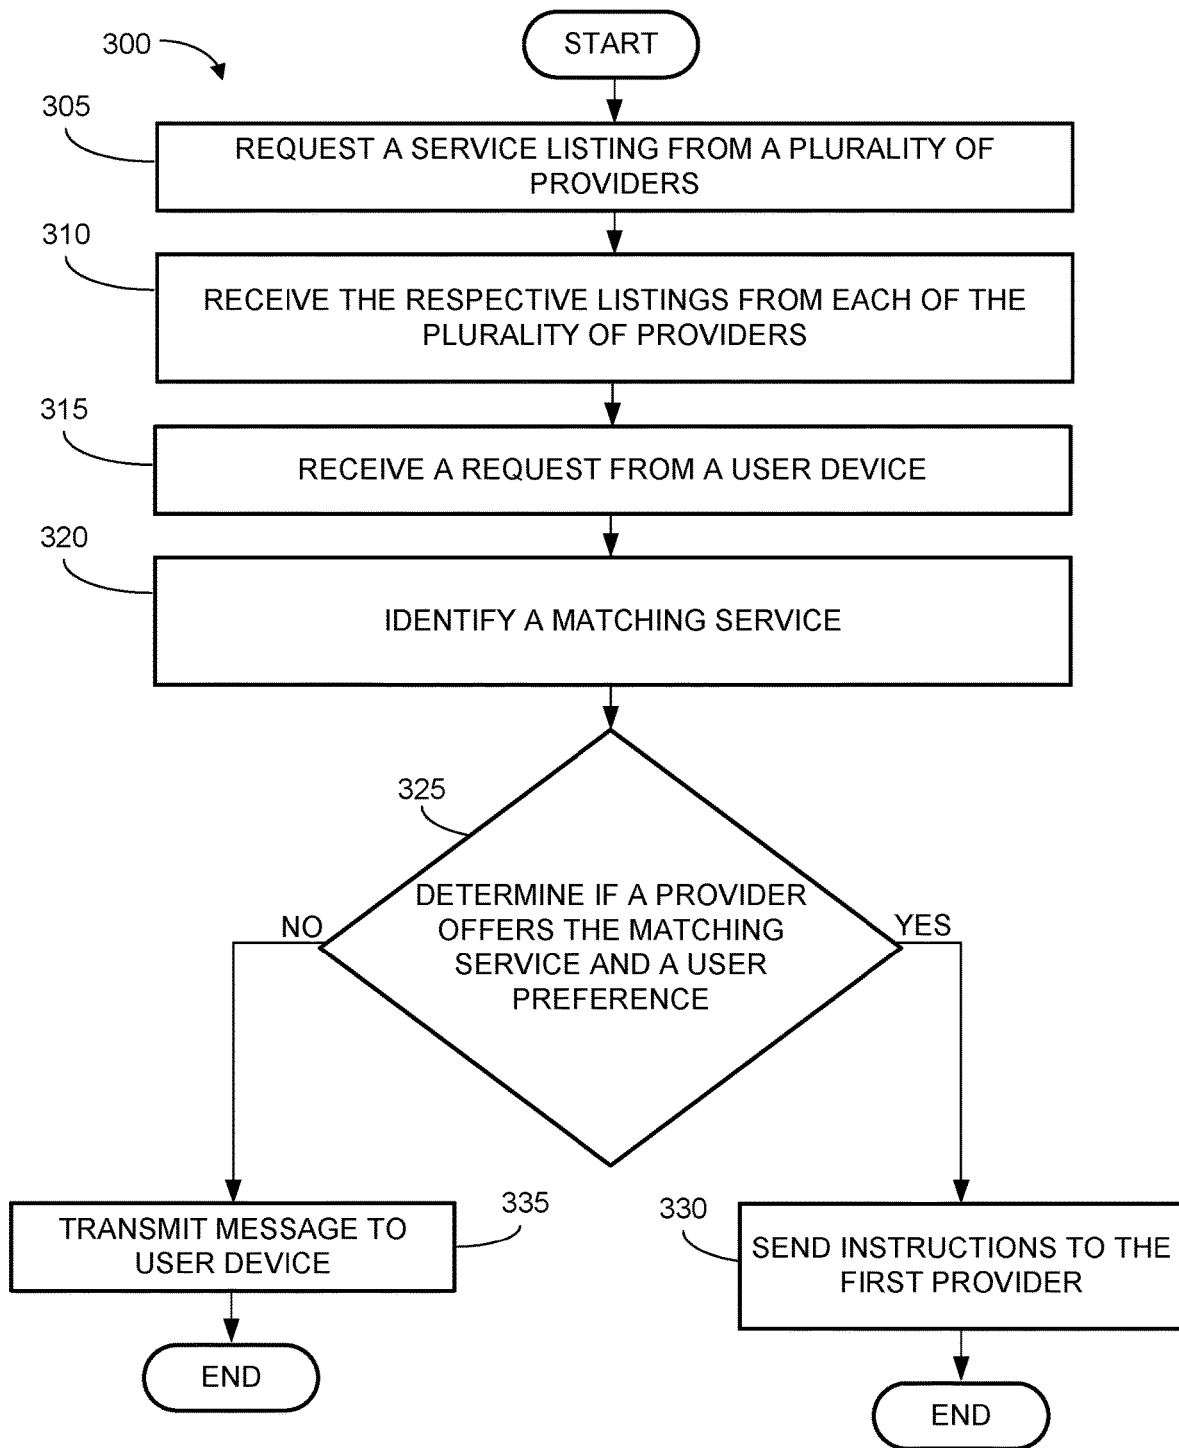 300
START
305
REQUEST A SERVICE LISTING FROM A PLURALITY OF
PROVIDERS
310
RECEIVE THE RESPECTIVE LISTINGS FROM EACH OF THE
PLURALITY OF PROVIDERS
315
RECEIVE A REQUEST FROM A USER DEVICE
320
IDENTIFY A MATCHING SERVICE
325
DETERMINE IF A PROVIDER
OFFERS THE MATCHING
SERVICE AND A USER
PREFERENCE
NO
YES
TRANSMIT MESSAGE TO
USER DEVICE
335
330
SEND INSTRUCTIONS TO THE
FIRST PROVIDER
END
END